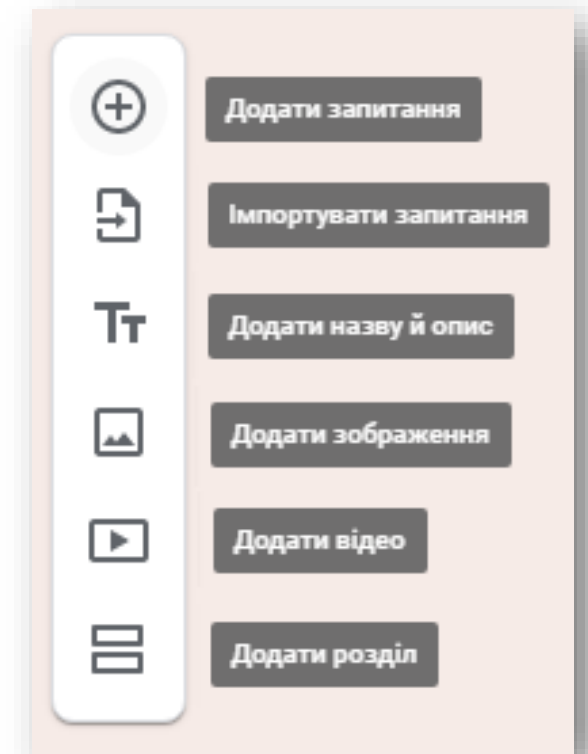 Додати запитання
Імпортувати запитання
Додати назву й опис
Додати зображення
Додати відео
Додати розділ